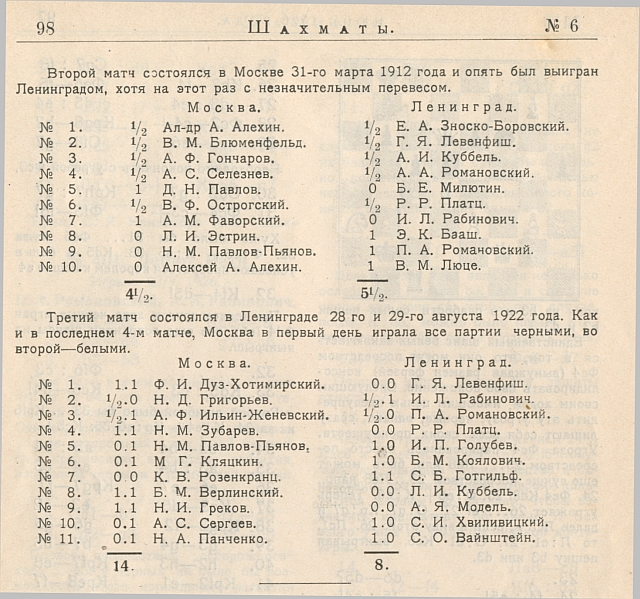 98 Шахматы. № 6
Второй матч состоялся в Москве 31-го марта 1912 года и опять был выигран
Ленинградом, хотя на этот раз с незначительным перевесом.
Москва. Ленинград.
№ 1. 1/2 Ал-др А. Алехин. 1/2 Е. А. Зноско-Боровский.
№ 2. 1/2 В. М. Блюменфельд. 1/2 Г. Я. Левенфиш.
№ 3. 1/2 А. Ф. Гончаров. 1/2 А. И. Куббель.
№ 4. 1/2 А. С. Селезнев. 1/2 А. А. Романовский.
№ 5. 1 Д. Н. Павлов. 0 Б. Е. Милютин.
№ 6. 1/2 В. Ф. Острогский. 1/2 Р. Р. Платц.
№ 7. 1 А. М. Фаворский. 0 И. Л. Рабинович.
№ 8. 0 Л. И. Эстрин. 1 Э. К. Бзаш.
№ 9. 0 Н. М. Павлов-Пьянов. 1 П. А. Романовский.
№ 10. 0 Алексей А. Алехин. 1 В. М. Люце.
4 1/2. 5 1/2.
Третий матч состоялся в Ленинграде 28 го и 29-го августа 1922 года. Как
и в последнем 4-м матче, Москва в первый день играла все партии черными, во
второй—белыми.
Москва. Ленинград.
№ 1. 1.1 Ф. И. Дуз-Хотимирский. 0.0 Г. Я. Левенфиш.
№ 2. 1/2.0 Н. Д. Григорьев. 1/2.1 И. Л. Рабинович.
№ 3. 1/2.1 А. Ф. Ильин-Женевский. 1/2.0 П. А. Романовский.
№ 4. 1.1 Н. М. Зубарев. 0.0 Р. Р. Платц.
№ 5. 0.1 Н. М. Павлов-Пьянов. 1.0 И. П. Голубев.
№ 6. 0.1 М Г. Кляцкин. 1.0 Б. М. Коялович.
№ 7. 0.0 К. В. Розенкранц. 1.1 С. Б. Готгильф.
№ 8. 1.1 Б. М. Верлинский. 0.0 Л. И. Куббель.
№ 9. 1.1 Н. И. Греков. 0.0 А. Я. Модель.
№ 10. 0.1 А. С. Сергеев. 1.0 С. И. Хвиливицкий.
№ 11. 0.1 Н. А. Панченко. 1.0 С. О. Вайнштейн.
14. 8.